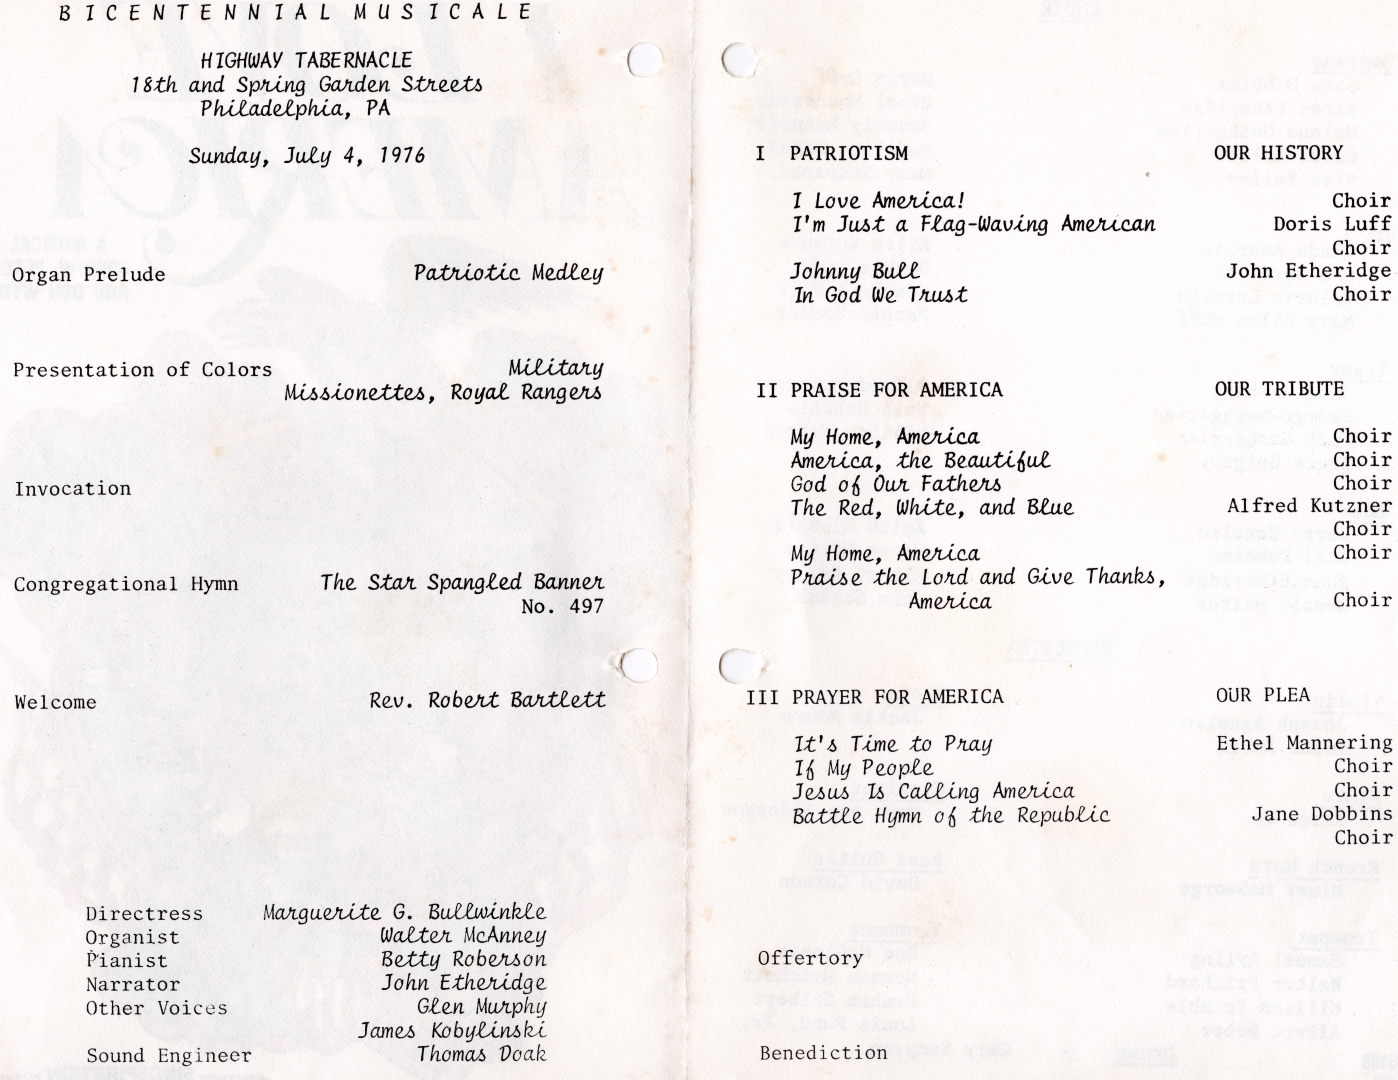 BICENTENNIAL MUSICALE
HIGHWAY TABERNACLE
18th and Spring Garden Streets
Philadelphia, PA
Sunday, July 4, 1976
Organ Prelude Patriotic Medley
Presentation of Colors Military
Missionettes, Royal Rangers
Invocation
Congregational Hymn The Star Spangled Banner
No. 497
Welcome Rev. Robert Bartlett
Directress Marguerite G. Bullwinkle
Organist Walter McAnney
Pianist Betty Roberson
Narrator John Etheridge
Other Voices Glen Murphy
James Kobylinski
Sound Engineer Thomas Doak
I PATRIOTISM OUR HISTORY
I Love America! Choir
I'm Just a Flag-Waving American Doris Luff
Choir
Johnny Bull John Etheridge
In God We Trust Choir
II PRAISE FOR AMERICA OUR TRIBUTE
My Home, America Choir
America, the Beautiful Choir
God of Our Fathers Choir
The Red, White, and Blue Alfred Kutzner
Choir
My Home, America Choir
Praise the Lord and Give Thanks,
America Choir
III PRAYER FOR AMERICA OUR PLEA
It's Time to Pray Ethel Mannering
If My People Choir
Jesus Is Calling America Choir
Battle Hymn of the Republic Jane Dobbins
Choir
Offertory
Benediction